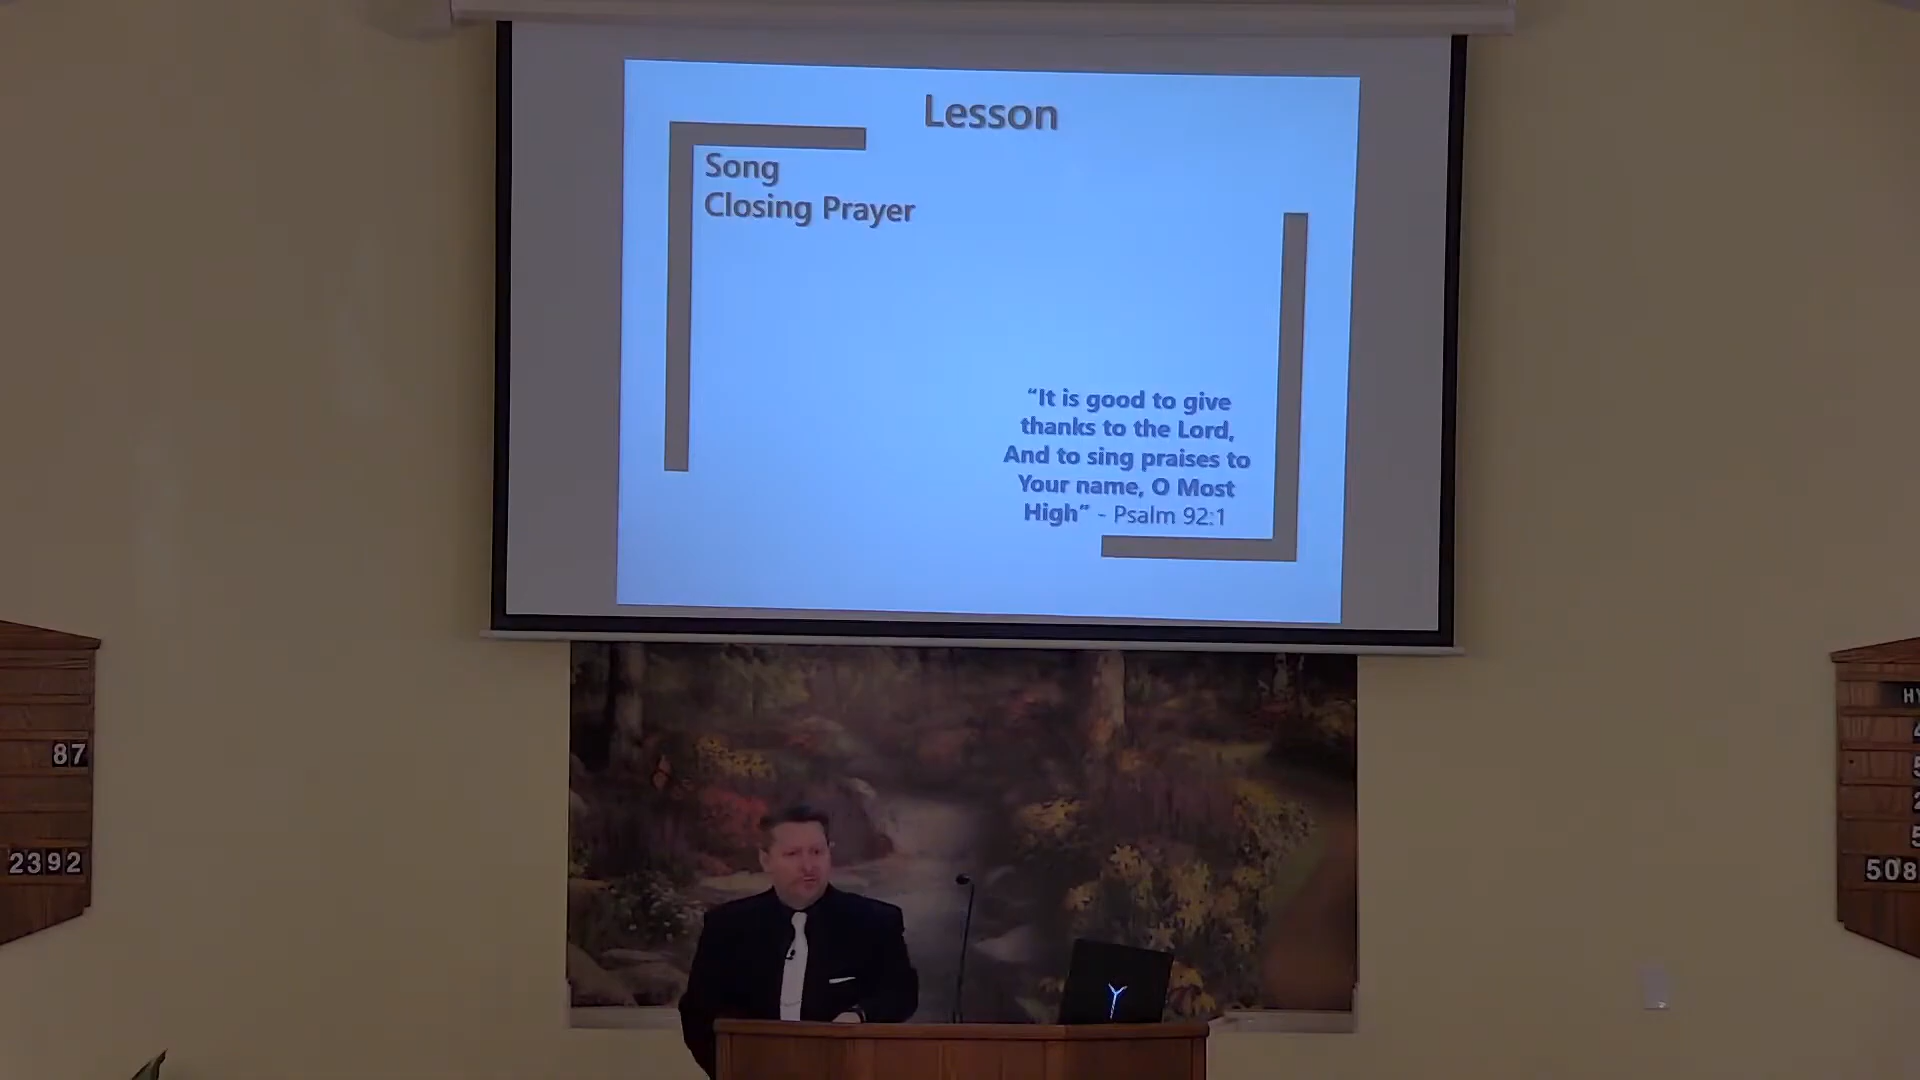 Lesson
Song
Closing Prayer
“It is good to give
thanks to the Lord,
And to sing praises to
Your name, O Most
High” - Psalm 92:1
87
2392
508